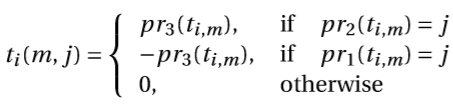 t_i(m, j) = { pr_3(t_{i,m}), if pr_2(t_{i,m}) = j
−pr_3(t_{i,m}), if pr_1(t_{i,m}) = j
0, otherwise